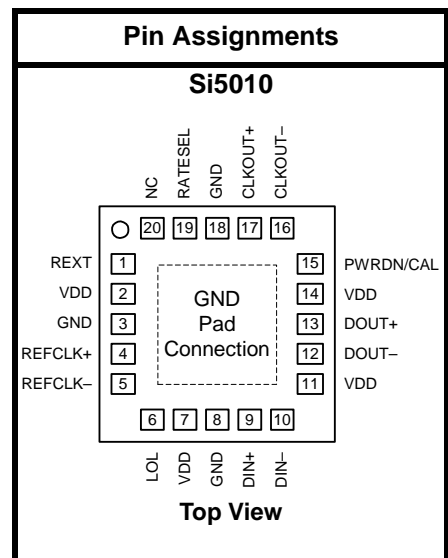 Pin Assignments
Si5010
NC
RATESEL
GND
CLKOUT+
CLKOUT–
20 19 18 17 16
REXT 1
VDD 2
GND 3
REFCLK+ 4
REFCLK– 5
GND
Pad
Connection
15 PWRDN/CAL
14 VDD
13 DOUT+
12 DOUT–
11 VDD
6 7 8 9 10
LOL
VDD
GND
DIN+
DIN–
Top View